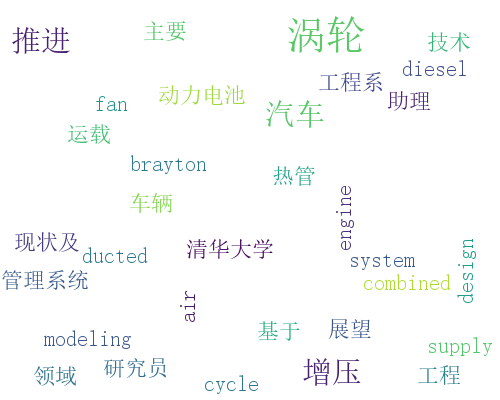 推进
主要
涡轮
技术
工程系
diesel
fan
动力电池
助理
汽车
运载
brayton
热管
车辆
engine
现状及
ducted
清华大学
system
管理系统
combined
design
air
基于
展望
modeling
supply
领域
研究员
cycle
增压
工程